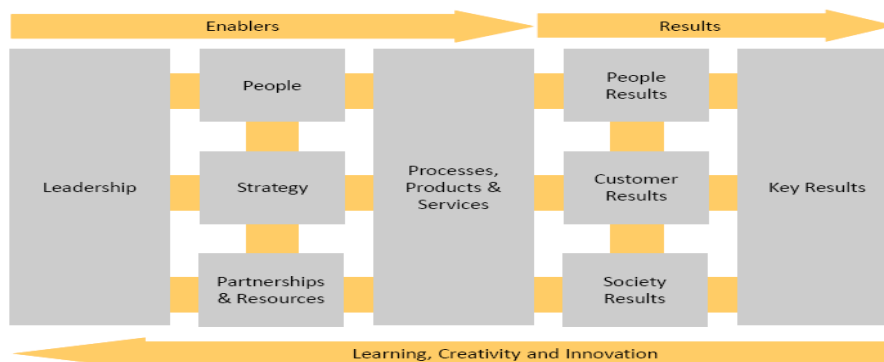 Enablers
Results
Leadership
People
Strategy
Partnerships
& Resources
Processes,
Products &
Services
People
Results
Customer
Results
Society
Results
Key Results
Learning, Creativity and Innovation